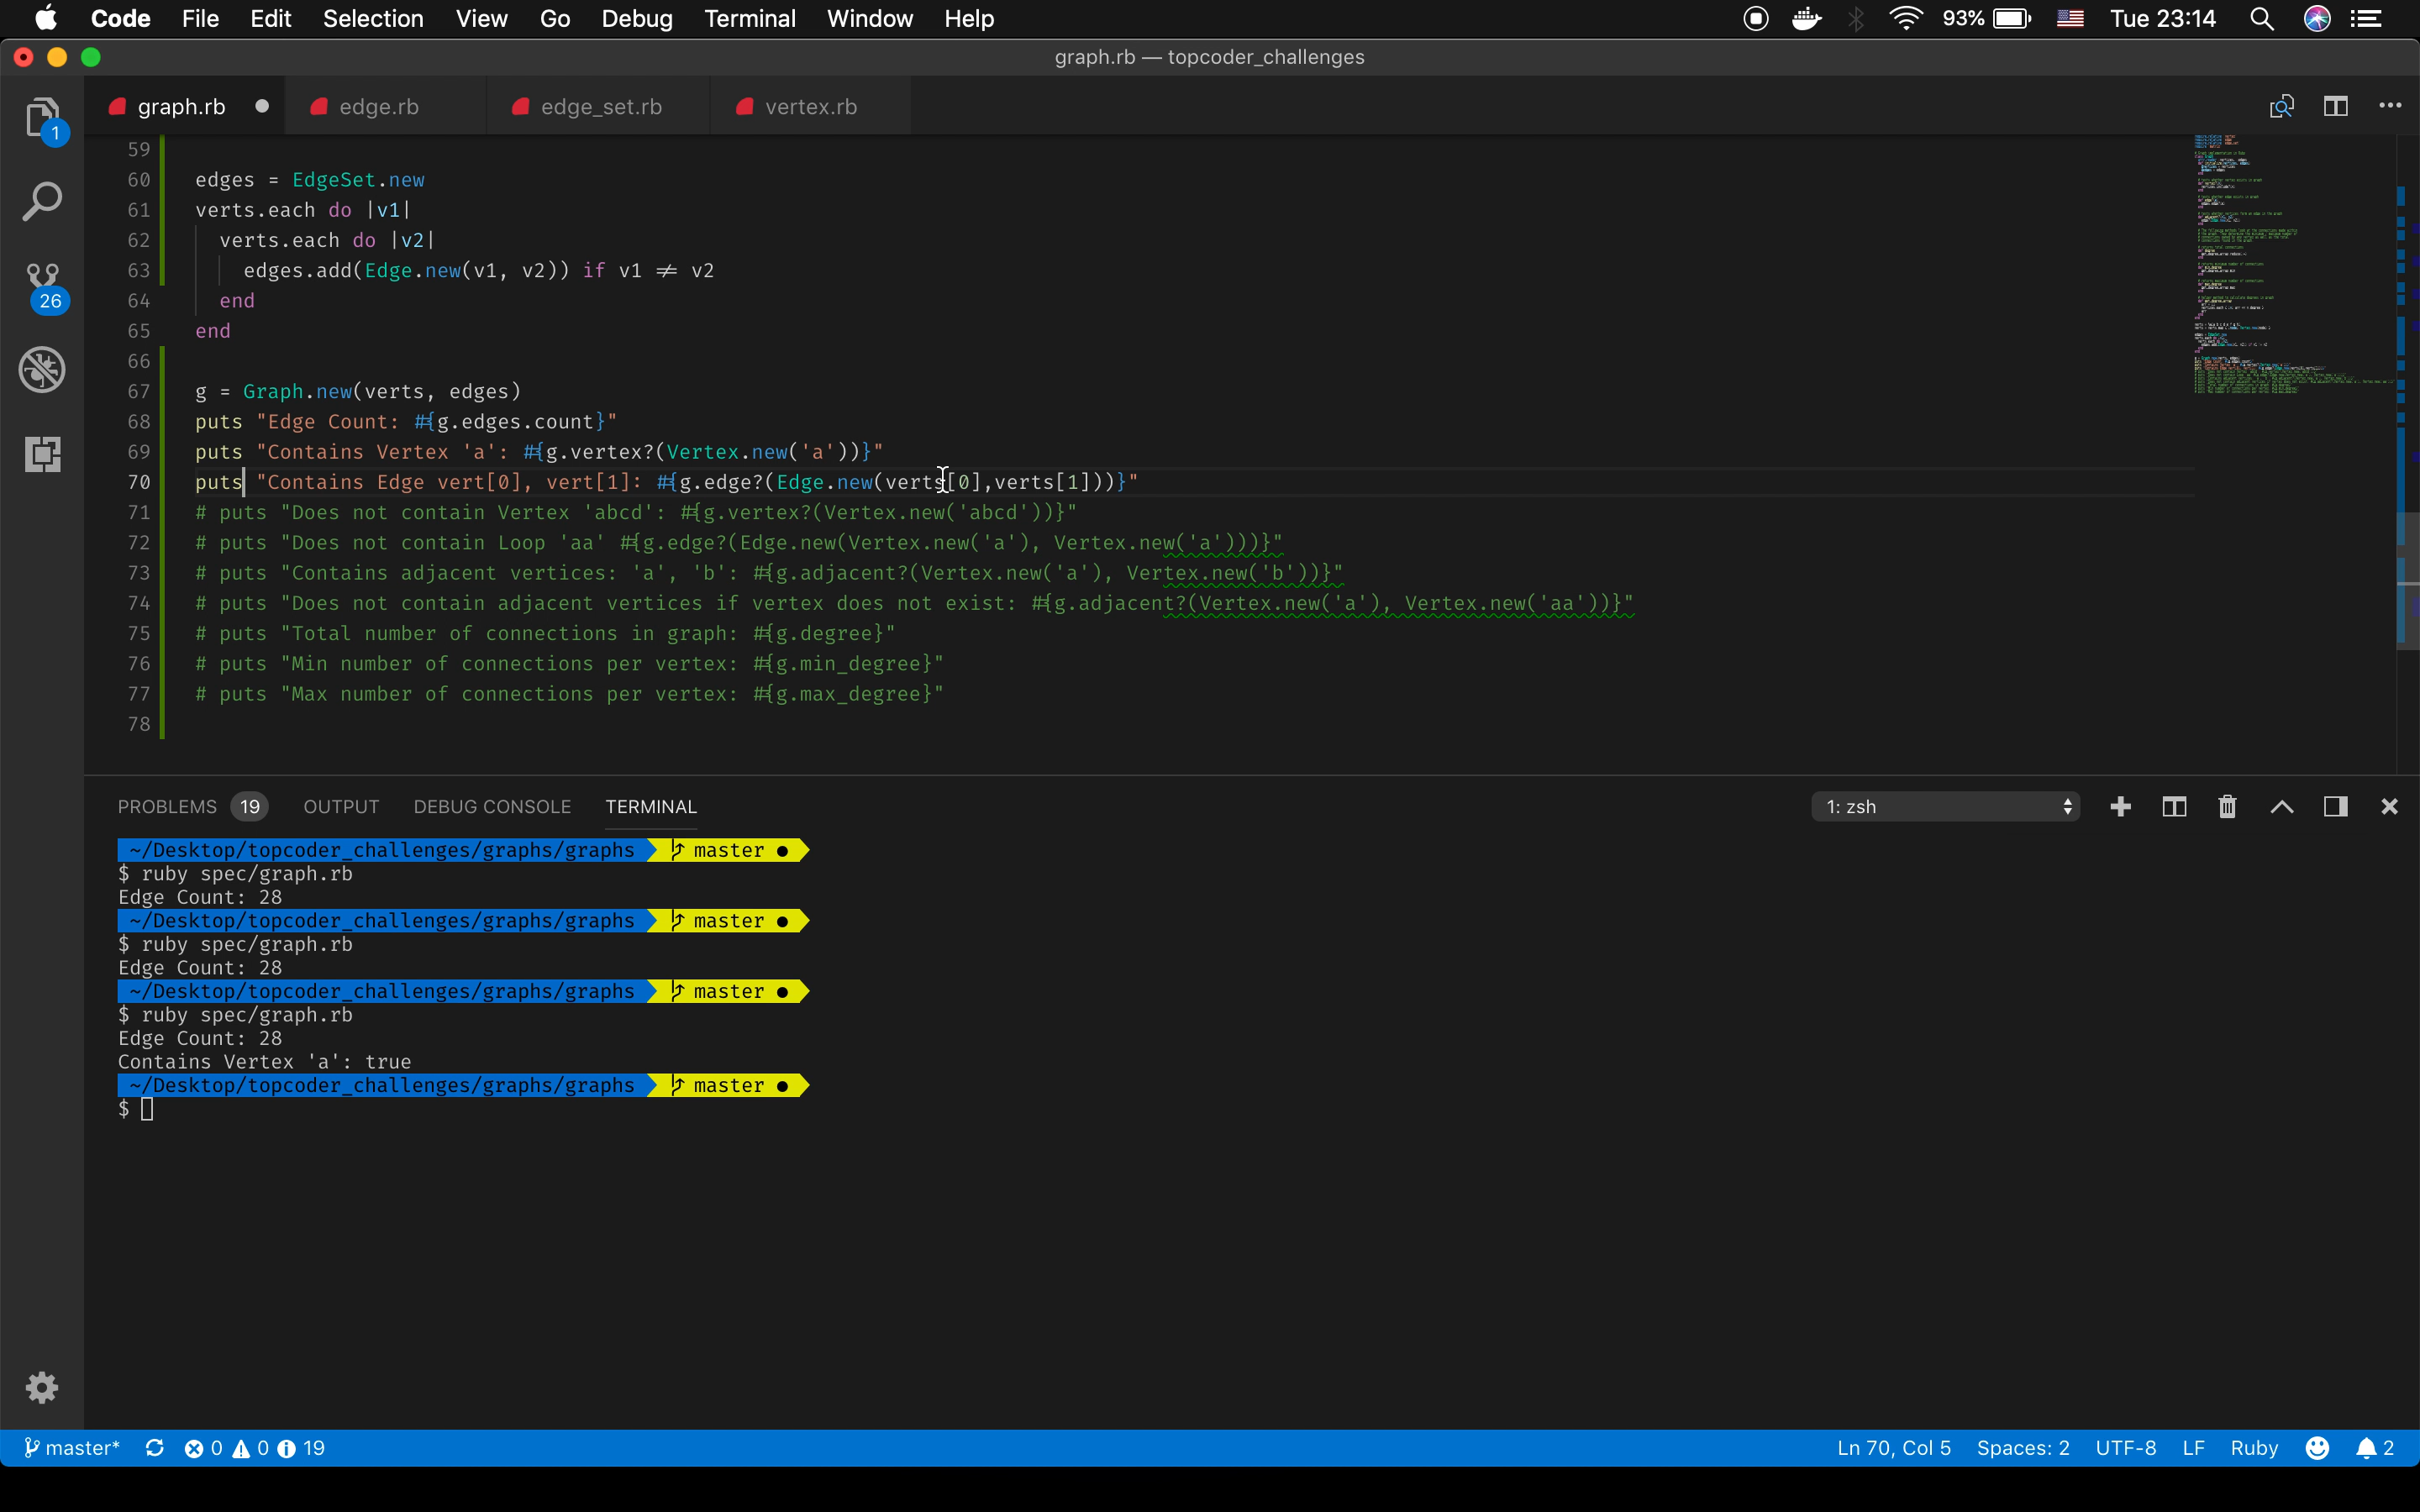 Code File Edit Selection View Go Debug Terminal Window Help 93% Tue 23:14
graph.rb — topcoder_challenges
graph.rb edge.rb edge_set.rb vertex.rb
1
26
59
60 edges = EdgeSet.new
61 verts.each do |v1|
62 verts.each do |v2|
63 edges.add(Edge.new(v1, v2)) if v1 ≠ v2
64 end
65 end
66
67 g = Graph.new(verts, edges)
68 puts "Edge Count: #{g.edges.count}"
69 puts "Contains Vertex 'a': #{g.vertex?(Vertex.new('a'))}"
70 puts "Contains Edge vert[0], vert[1]: #{g.edge?(Edge.new(verts[0],verts[1]))}"
71 # puts "Does not contain Vertex 'abcd': #{g.vertex?(Vertex.new('abcd'))}"
72 # puts "Does not contain Loop 'aa' #{g.edge?(Edge.new(Vertex.new('a'), Vertex.new('a')))}"
73 # puts "Contains adjacent vertices: 'a', 'b': #{g.adjacent?(Vertex.new('a'), Vertex.new('b'))}"
74 # puts "Does not contain adjacent vertices if vertex does not exist: #{g.adjacent?(Vertex.new('a'), Vertex.new('aa'))}"
75 # puts "Total number of connections in graph: #{g.degree}"
76 # puts "Min number of connections per vertex: #{g.min_degree}"
77 # puts "Max number of connections per vertex: #{g.max_degree}"
78
PROBLEMS 19 OUTPUT DEBUG CONSOLE TERMINAL 1: zsh
~/Desktop/topcoder_challenges/graphs/graphs master ●
$ ruby spec/graph.rb
Edge Count: 28
~/Desktop/topcoder_challenges/graphs/graphs master ●
$ ruby spec/graph.rb
Edge Count: 28
~/Desktop/topcoder_challenges/graphs/graphs master ●
$ ruby spec/graph.rb
Edge Count: 28
Contains Vertex 'a': true
~/Desktop/topcoder_challenges/graphs/graphs master ●
$
master* 0 0 19 Ln 70, Col 5 Spaces: 2 UTF-8 LF Ruby 2